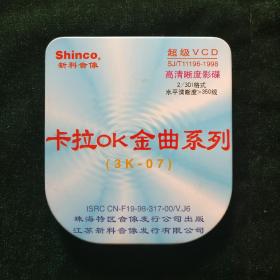 Shinco®
新科音像
超级VCD
SJ/T11196-1998
高清晰度影碟
2/3D1格式
水平清晰度>350线
卡拉OK金曲系列
(3K-07)
ISRC CN-F19-98-317-00/V.J6
珠海特区音像发行公司出版
江苏新科音像发行有限公司